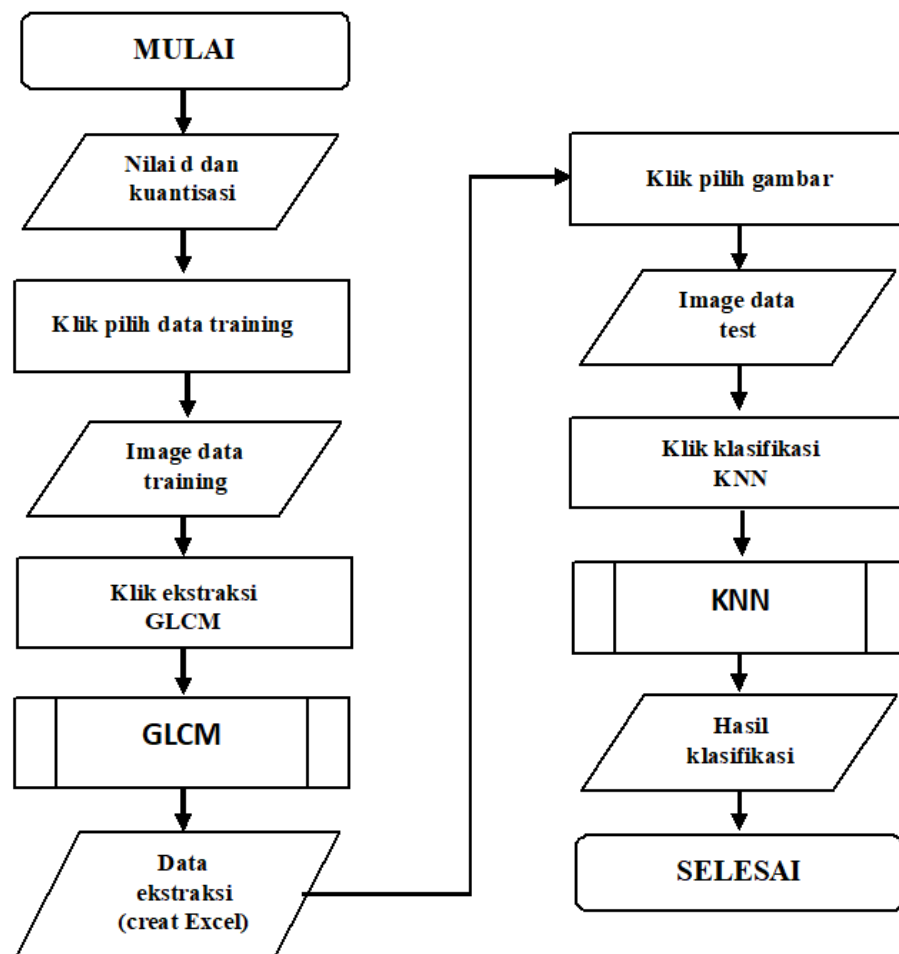 MULAI
Nilai d dan
kuantisasi
Klik pilih data training
Image data
training
Klik ekstraksi
GLCM
GLCM
Data
ekstraksi
(creat Excel)
Klik pilih gambar
Image data
test
Klik klasifikasi
KNN
KNN
Hasil
klasifikasi
SELESAI